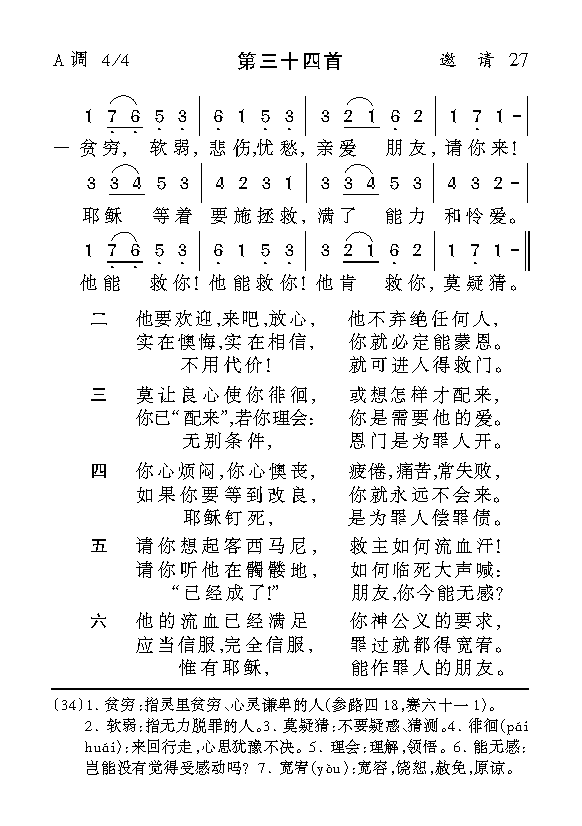 A调 4/4 第三十四首 邀 请 27
1 7 6 5 3 | 6 1 5 3 | 3 2 1 6 2 | 1 7 1 - |
一 贫穷, 软弱, 悲伤,忧愁, 亲爱 朋友, 请你来!
3 3 4 5 3 | 4 2 3 1 | 3 3 4 5 3 | 4 3 2 - |
耶稣 等着 要施拯救, 满了 能力 和怜爱。
1 7 6 5 3 | 6 1 5 3 | 3 2 1 6 2 | 1 7 1 - ‖
他能 救你! 他能救你! 他肯 救你, 莫疑猜。
二 他要欢迎,来吧,放心, 他不弃绝任何人,
实在懊悔,实在相信, 你就必定能蒙恩。
不用代价! 就可进人得救门。
三 莫让良心使你徘徊, 或想怎样才配来,
你已“配来”,若你理会: 你是需要他的爱。
无别条件, 恩门是为罪人开。
四 你心烦闷,你心懊丧, 疲倦,痛苦,常失败,
如果你要等到改良, 你就永远不会来。
耶稣钉死, 是为罪人偿罪债。
五 请你想起客西马尼, 救主如何流血汗!
请你听他在髑髅地, 如何临死大声喊:
“已经成了!” 朋友,你今能无感?
六 他的流血已经满足 你神公义的要求,
应当信服,完全信服, 罪过就都得宽宥。
惟有耶稣, 能作罪人的朋友。
〔34〕1. 贫穷:指灵里贫穷、心灵谦卑的人(参路四18,赛六十一1)。
2. 软弱:指无力脱罪的人。3. 莫疑猜:不要疑惑、猜测。4. 徘徊(pái
huái):来回行走,心思犹豫不决。5. 理会:理解,领悟。6. 能无感:
岂能没有觉得受感动吗? 7. 宽宥(yòu):宽容,饶恕,赦免,原谅。